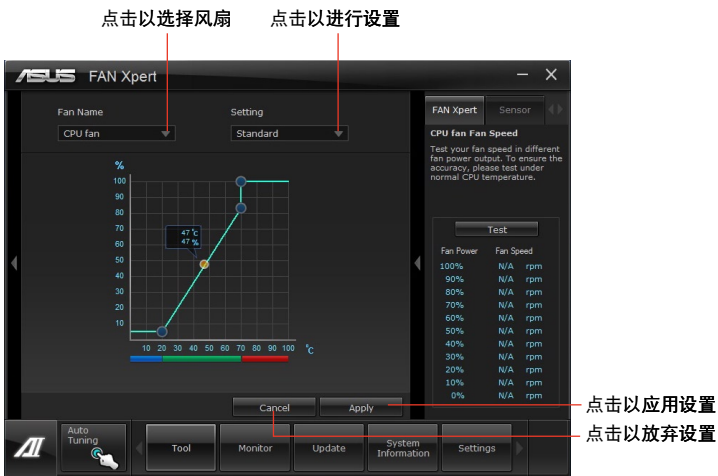 点击以选择风扇
点击以进行设置
ASUS FAN Xpert
Fan Name
Setting
CPU fan
Standard
%
100
90
80
70
60
50
40
30
20
10
47 °c
47 %
10 20 30 40 50 60 70 80 90 100 °c
Cancel
Apply
FAN Xpert
Sensor
CPU fan Fan Speed
Test your fan speed in different
fan power output. To ensure the
accuracy, please test under
normal CPU temperature.
Test
Fan Power Fan Speed
100% N/A rpm
90% N/A rpm
80% N/A rpm
70% N/A rpm
60% N/A rpm
50% N/A rpm
40% N/A rpm
30% N/A rpm
20% N/A rpm
10% N/A rpm
0% N/A rpm
点击以应用设置
点击以放弃设置
Auto
Tuning
Tool
Monitor
Update
System
Information
Settings